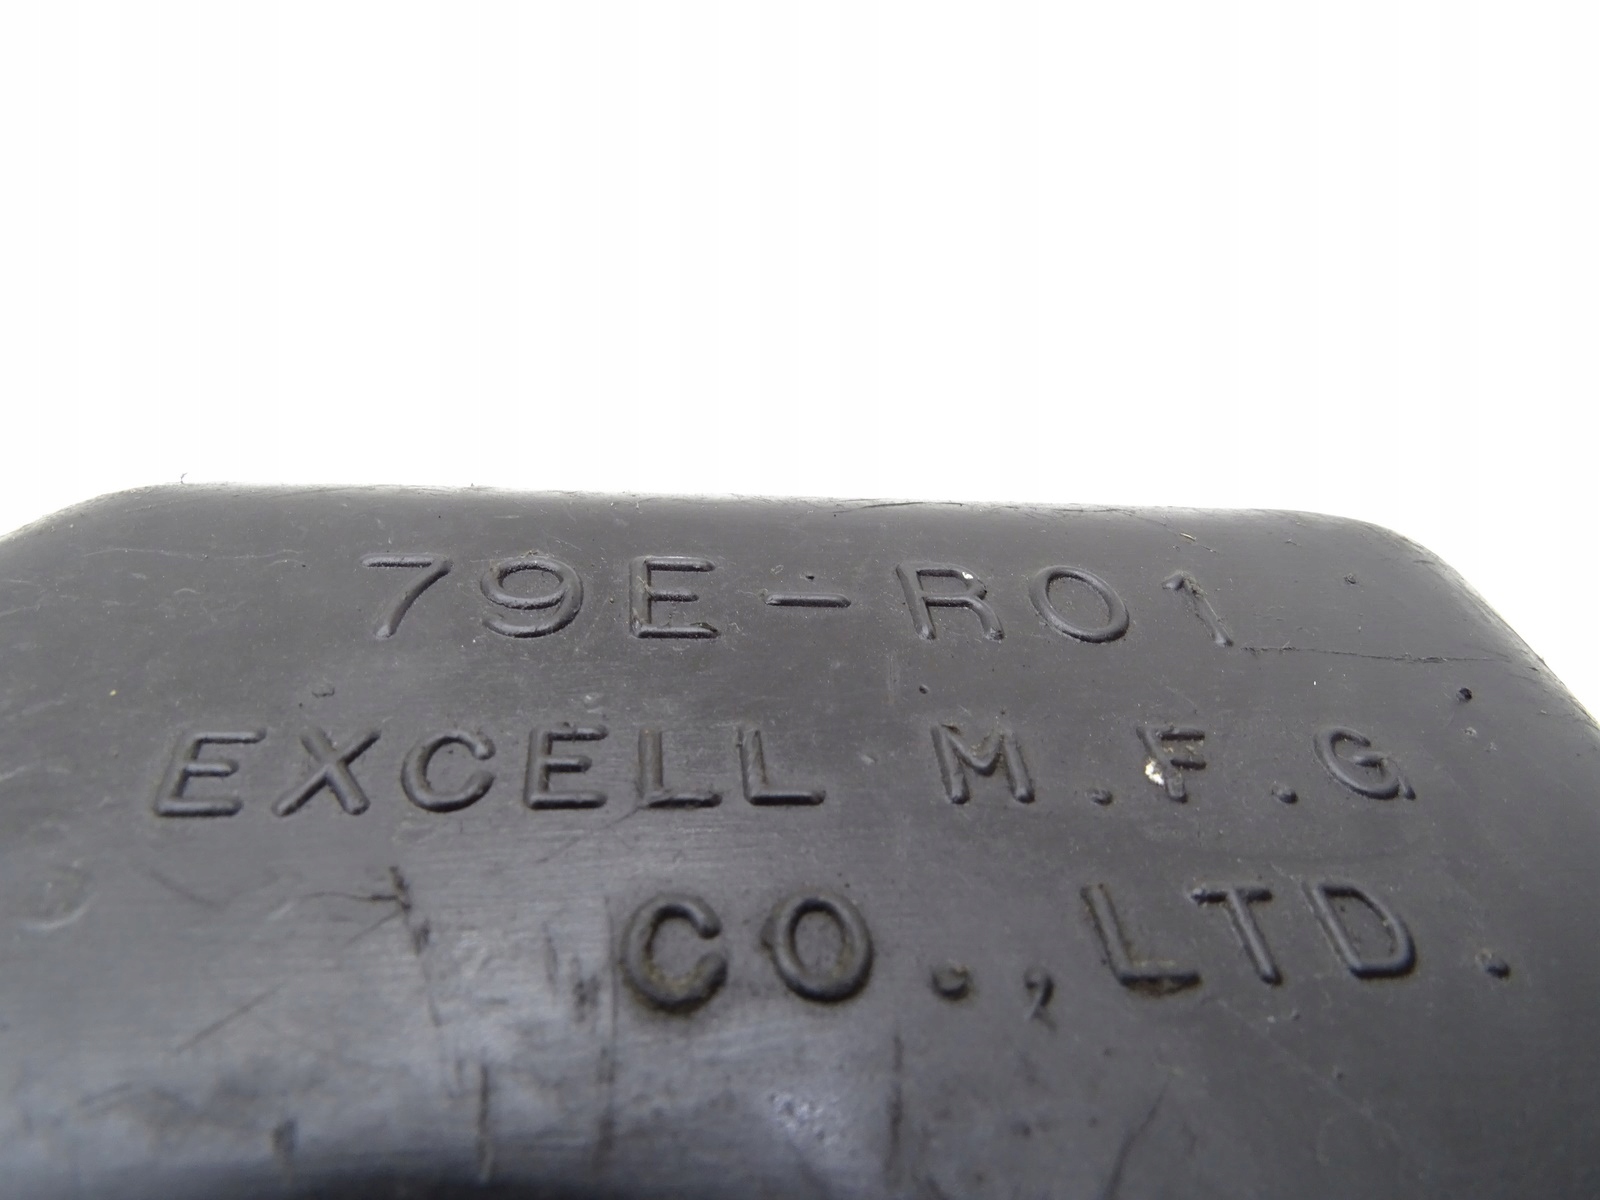 79E-R01
EXCELL M.F.G
CO.,LTD.